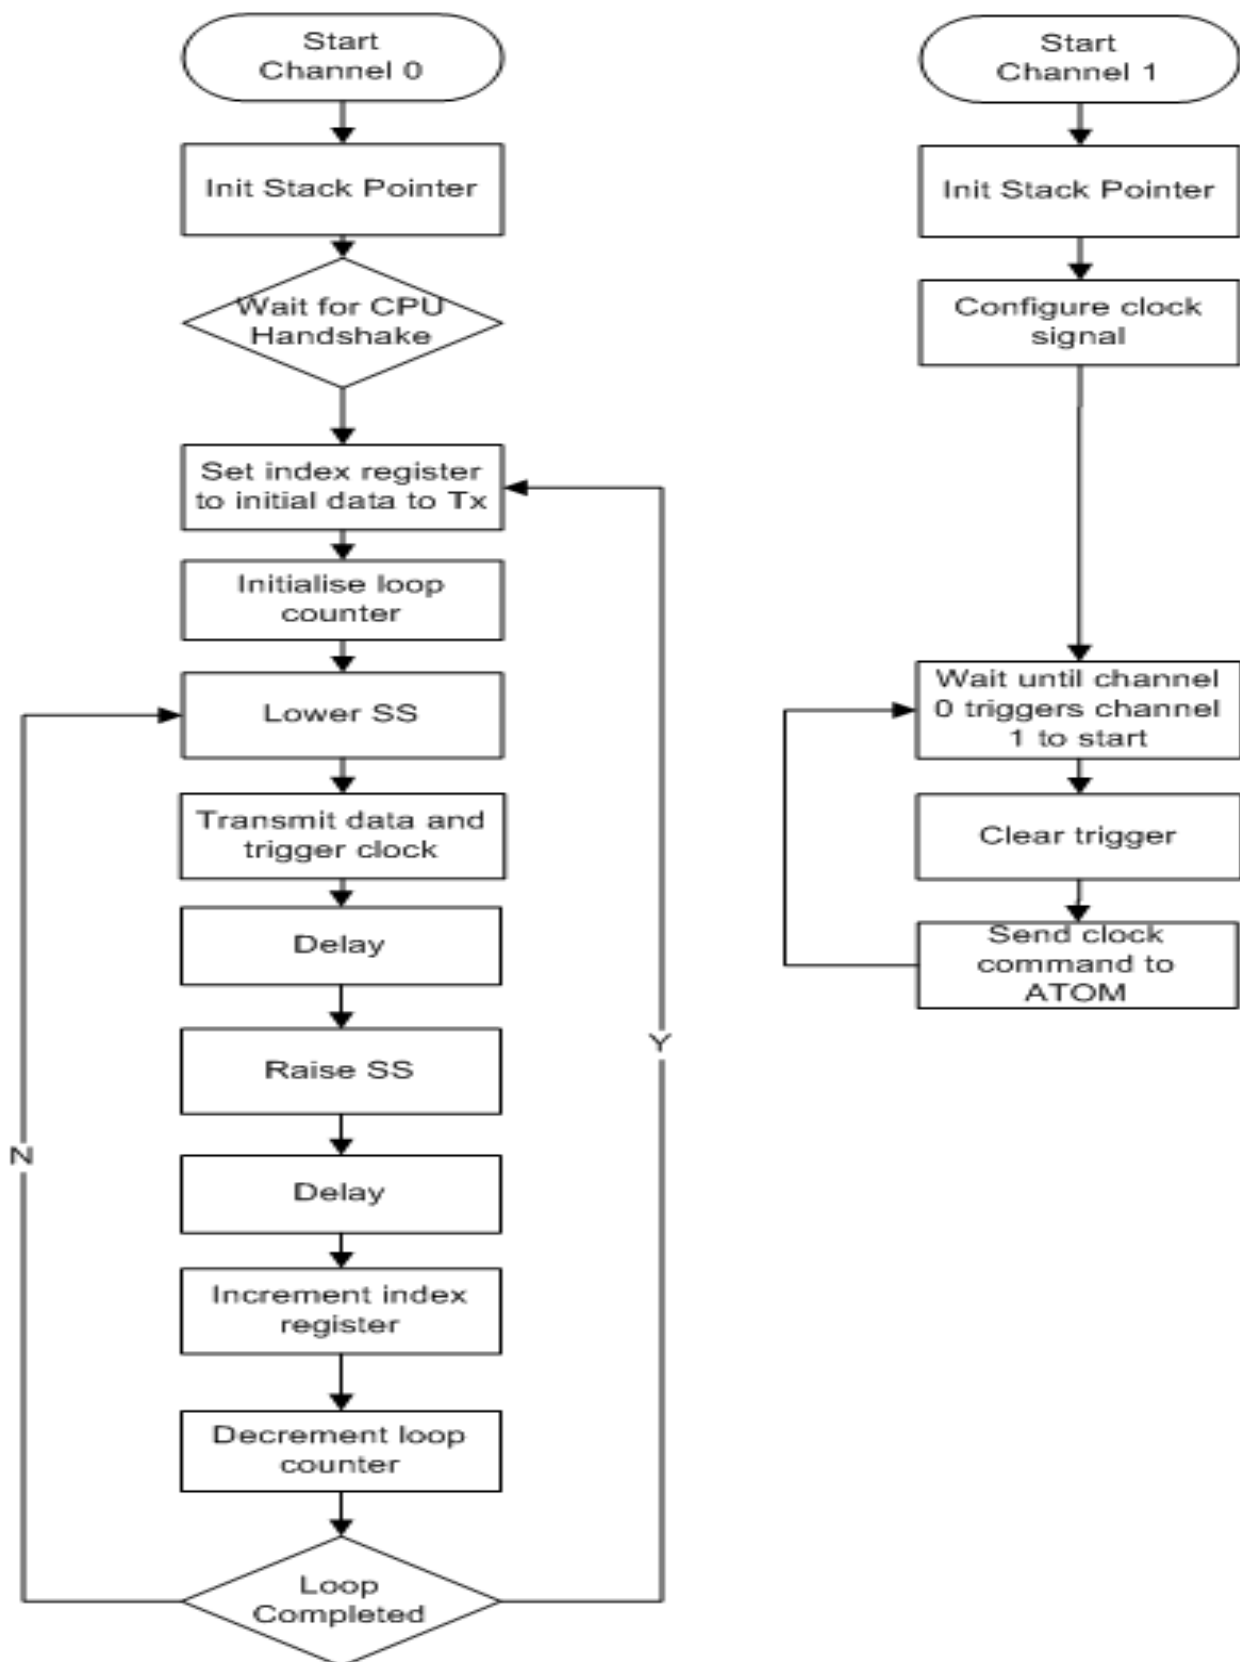 Start
Channel 0
Init Stack Pointer
Wait for CPU
Handshake
Set index register
to initial data to Tx
Initialise loop
counter
Lower SS
Transmit data and
trigger clock
Delay
Raise SS
Delay
Increment index
register
Decrement loop
counter
Loop
Completed
N
Y
Start
Channel 1
Init Stack Pointer
Configure clock
signal
Wait until channel
0 triggers channel
1 to start
Clear trigger
Send clock
command to
ATOM